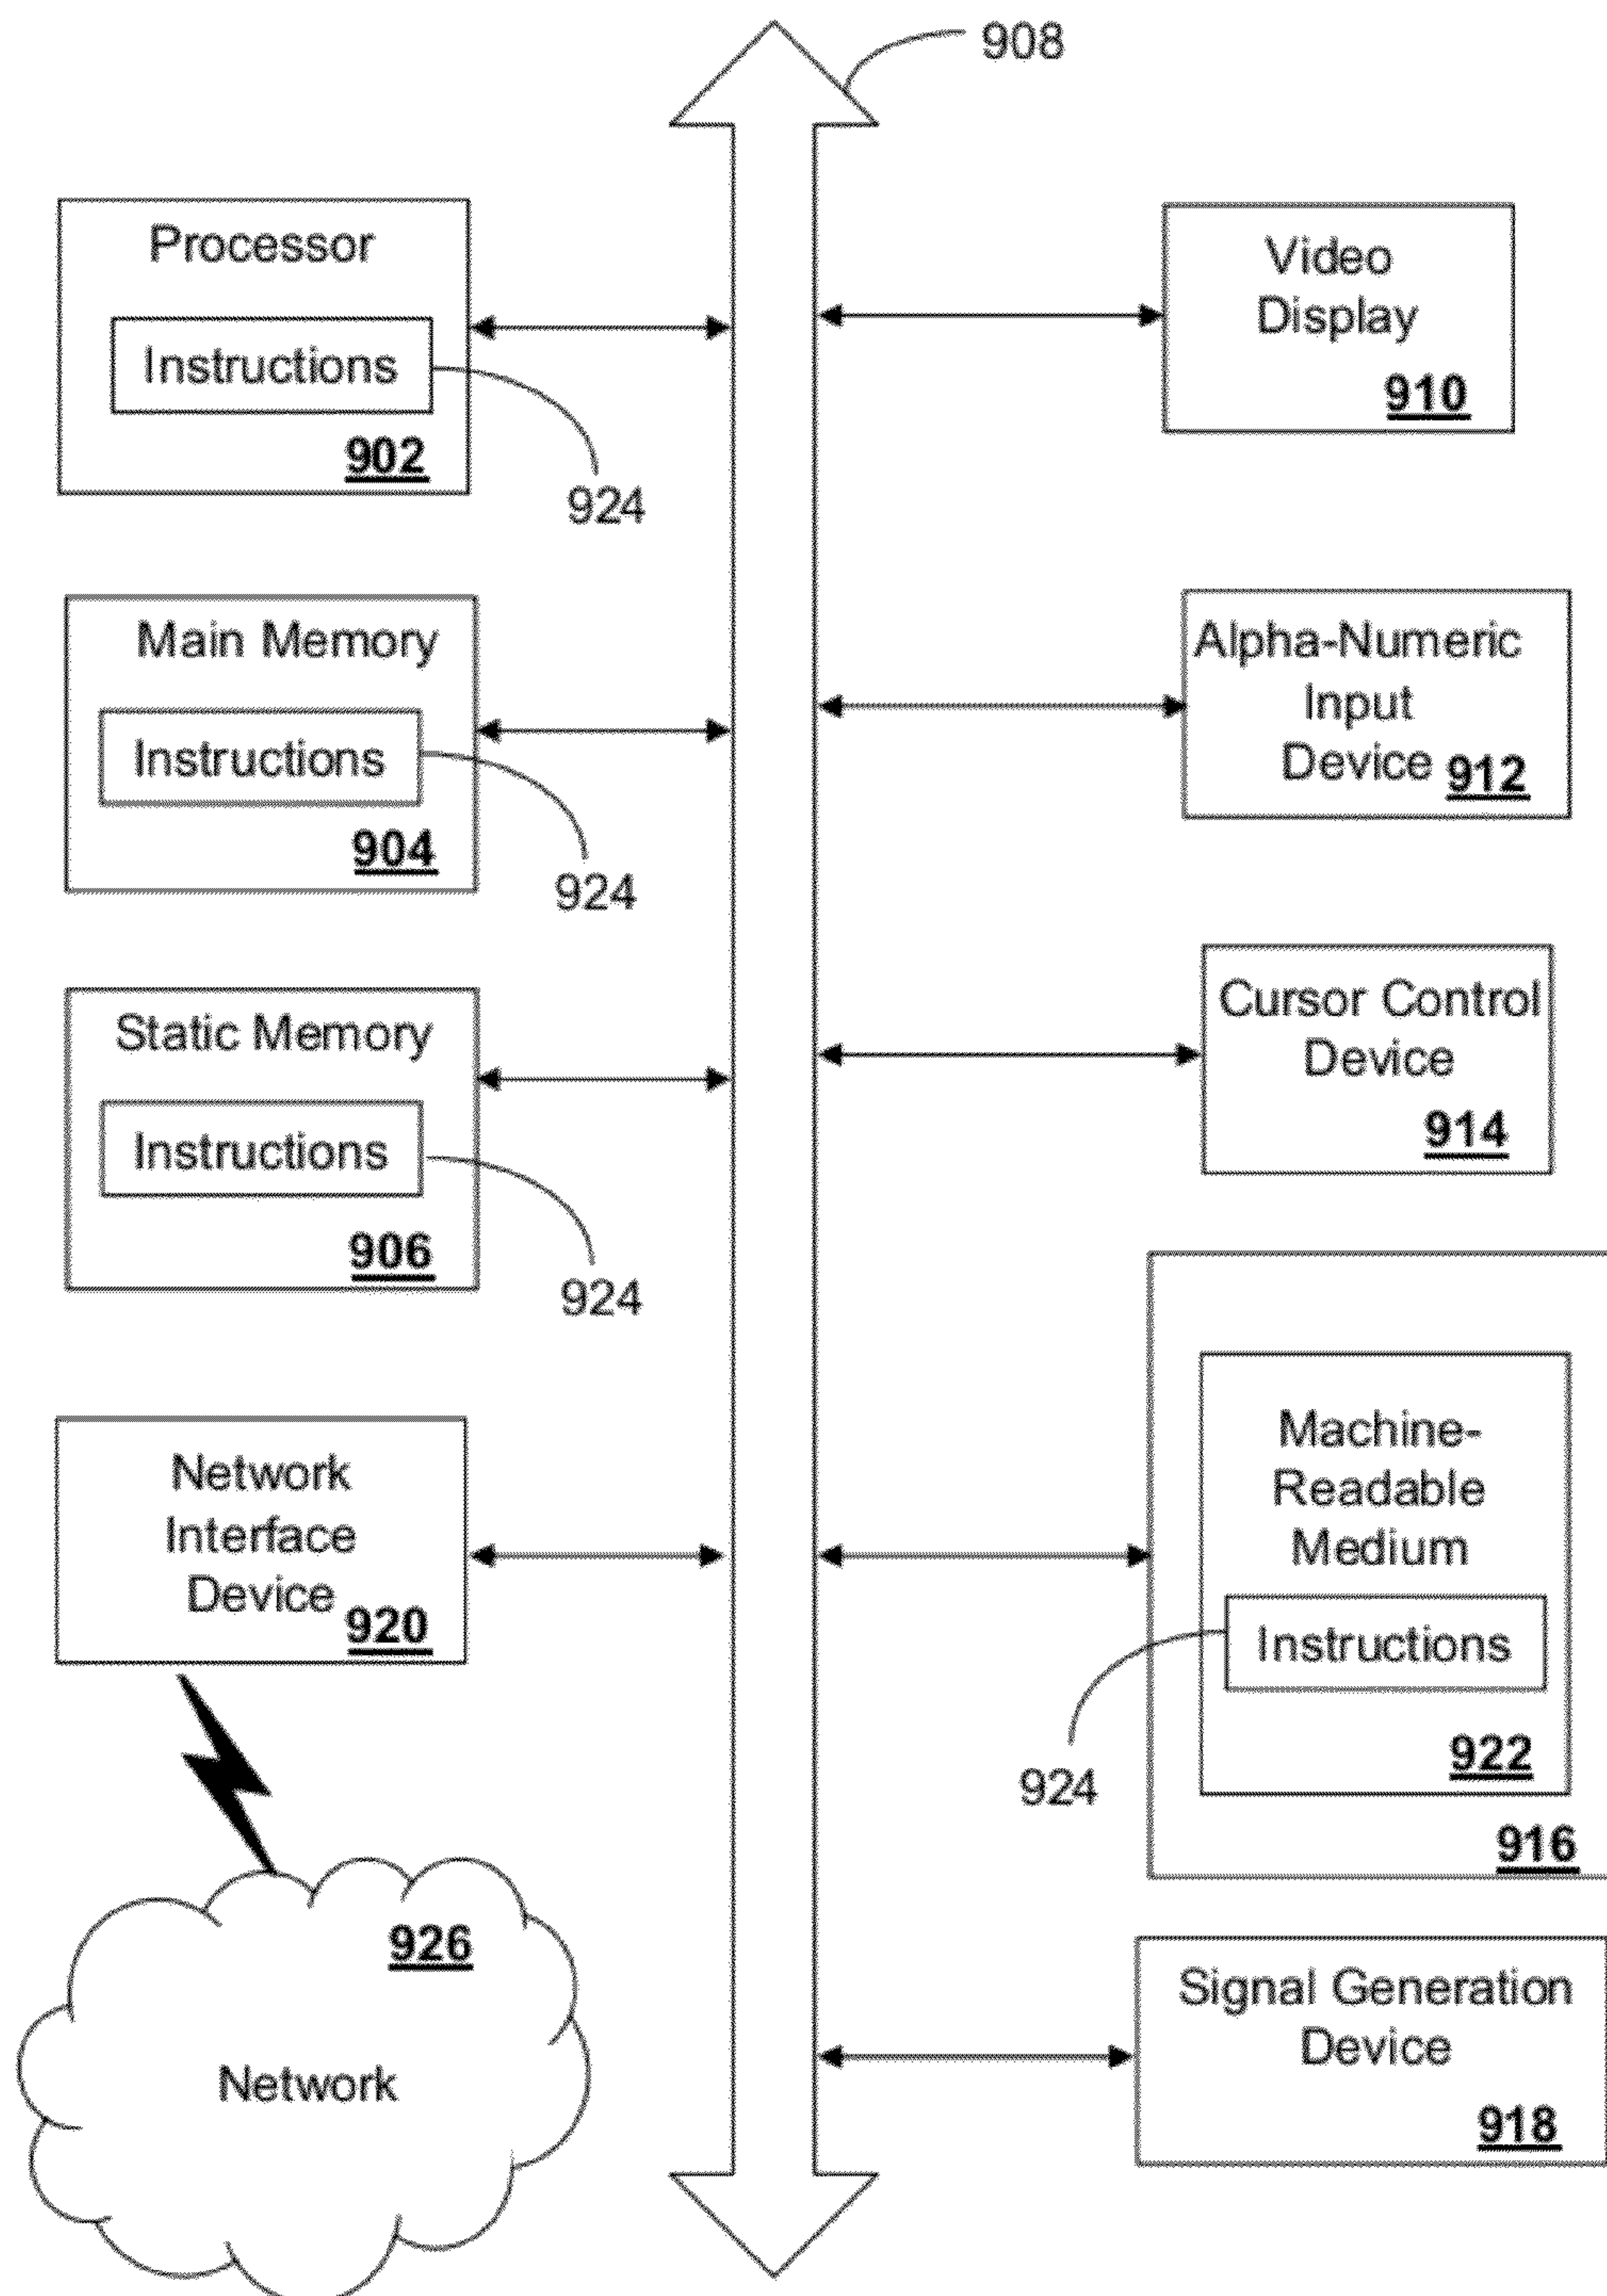 908
Processor
Instructions
902
924
Main Memory
Instructions
904
924
Static Memory
Instructions
906
924
Network
Interface
Device
920
926
Network
Video
Display
910
Alpha-Numeric
Input
Device 912
Cursor Control
Device
914
Machine-
Readable
Medium
Instructions
922
924
916
Signal Generation
Device
918